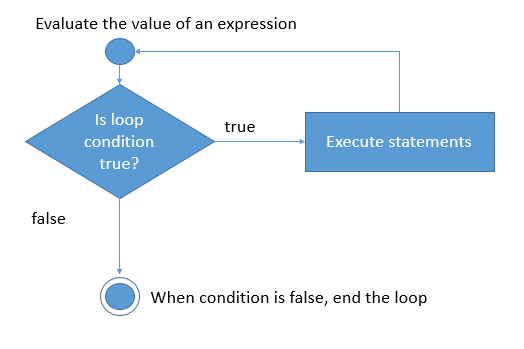 Evaluate the value of an expression
Is loop
condition
true?
true
Execute statements
false
When condition is false, end the loop